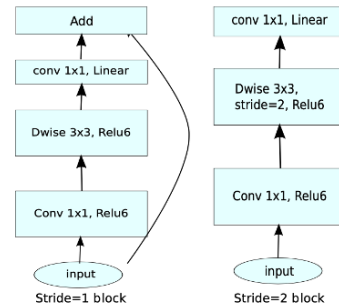 Add
conv 1x1, Linear
Dwise 3x3, Relu6
Conv 1x1, Relu6
input
Stride=1 block
conv 1x1, Linear
Dwise 3x3,
stride=2, Relu6
Conv 1x1, Relu6
input
Stride=2 block